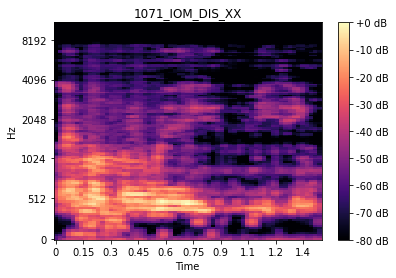 1071_IOM_DIS_XX
+0 dB
8192
-10 dB
4096
-20 dB
-30 dB
2048
Hz
-40 dB
1024
-50 dB
512
-60 dB
-70 dB
0
-80 dB
0 0.15 0.3 0.45 0.6 0.75 0.9 1.1 1.2 1.4
Time